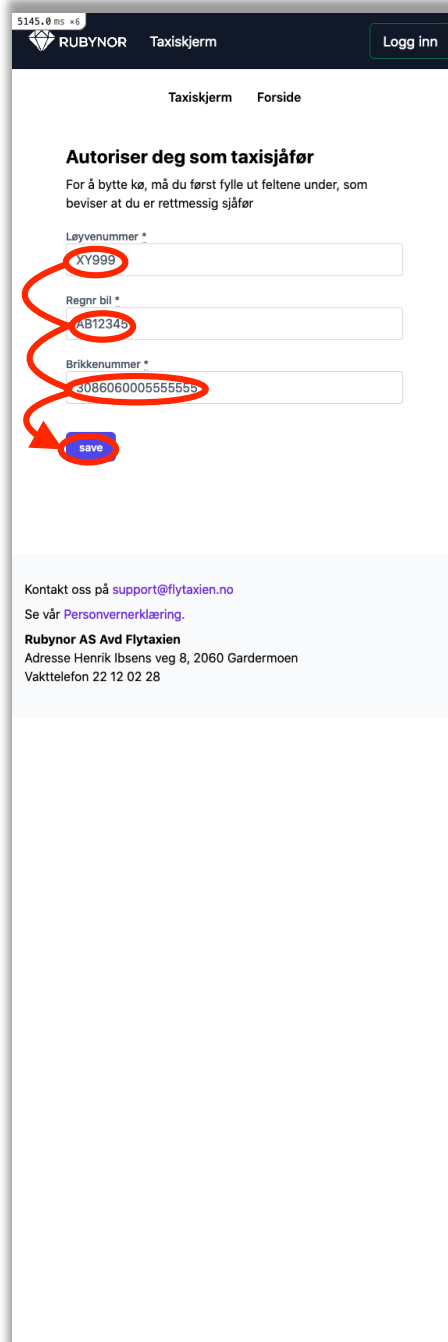 5145.0 ms ×6
RUBYNOR Taxiskjerm Logg inn
Taxiskjerm Forside
Autoriser deg som taxisjåfør
For å bytte kø, må du først fylle ut feltene under, som
beviser at du er rettmessig sjåfør
Løyvenummer *
XY999
Regnr bil *
AB12345
Brikkenummer *
3086060005555555
save
Kontakt oss på support@flytaxien.no
Se vår Personvernerklæring.
Rubynor AS Avd Flytaxien
Adresse Henrik Ibsens veg 8, 2060 Gardermoen
Vakttelefon 22 12 02 28